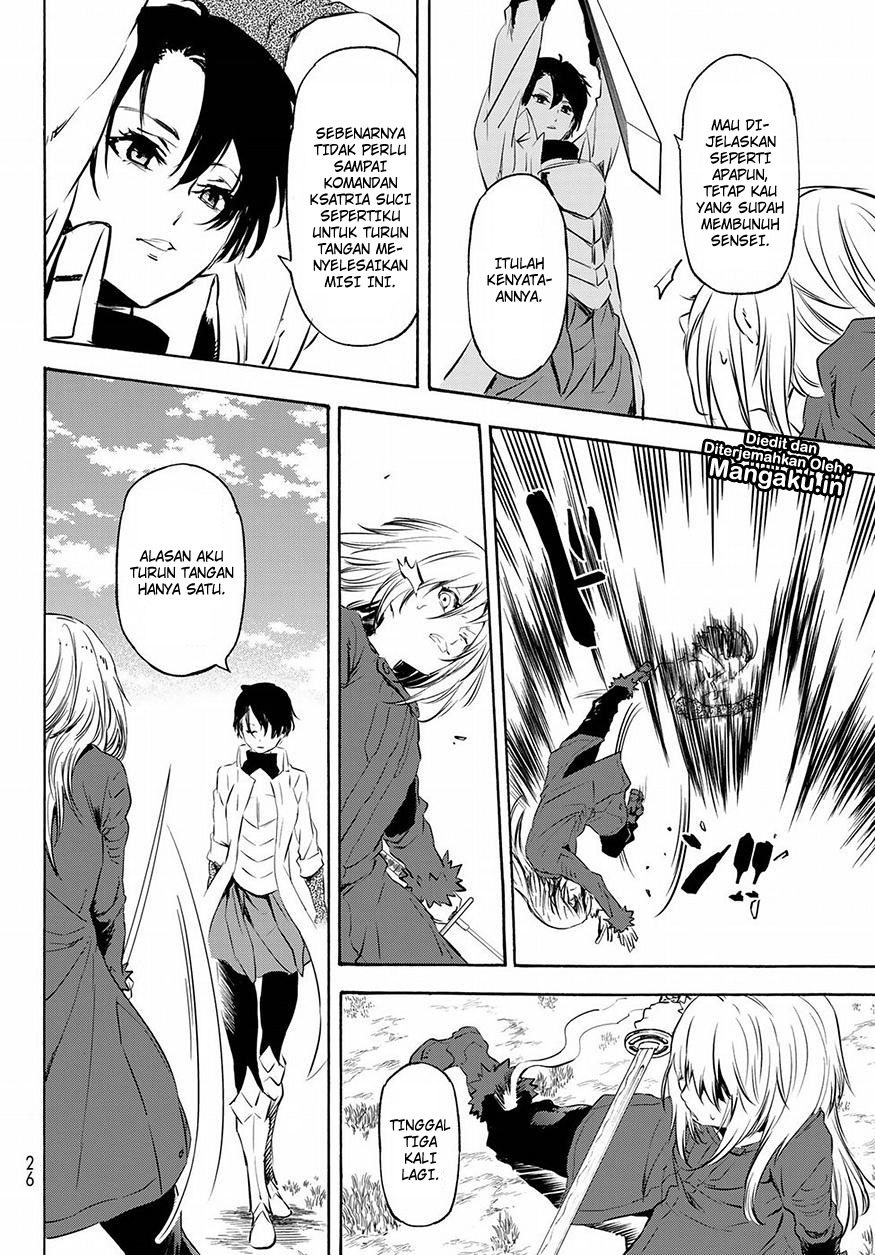 MAU DI-
JELASKAN
SEPERTI
APAPUN,
TETAP KAU
YANG SUDAH
MEMBUNUH
SENSEI.
ITULAH
KENYATA-
ANNYA.
SEBENARNYA
TIDAK PERLU
SAMPAI
KOMANDAN
KSATRIA SUCI
SEPERTIKU
UNTUK TURUN
TANGAN ME-
NYELESAIKAN
MISI INI.
Diedit dan
Diterjemahkan Oleh :
Mangaku.in
ALASAN AKU
TURUN TANGAN
HANYA SATU.
TINGGAL
TIGA
KALI
LAGI.
26